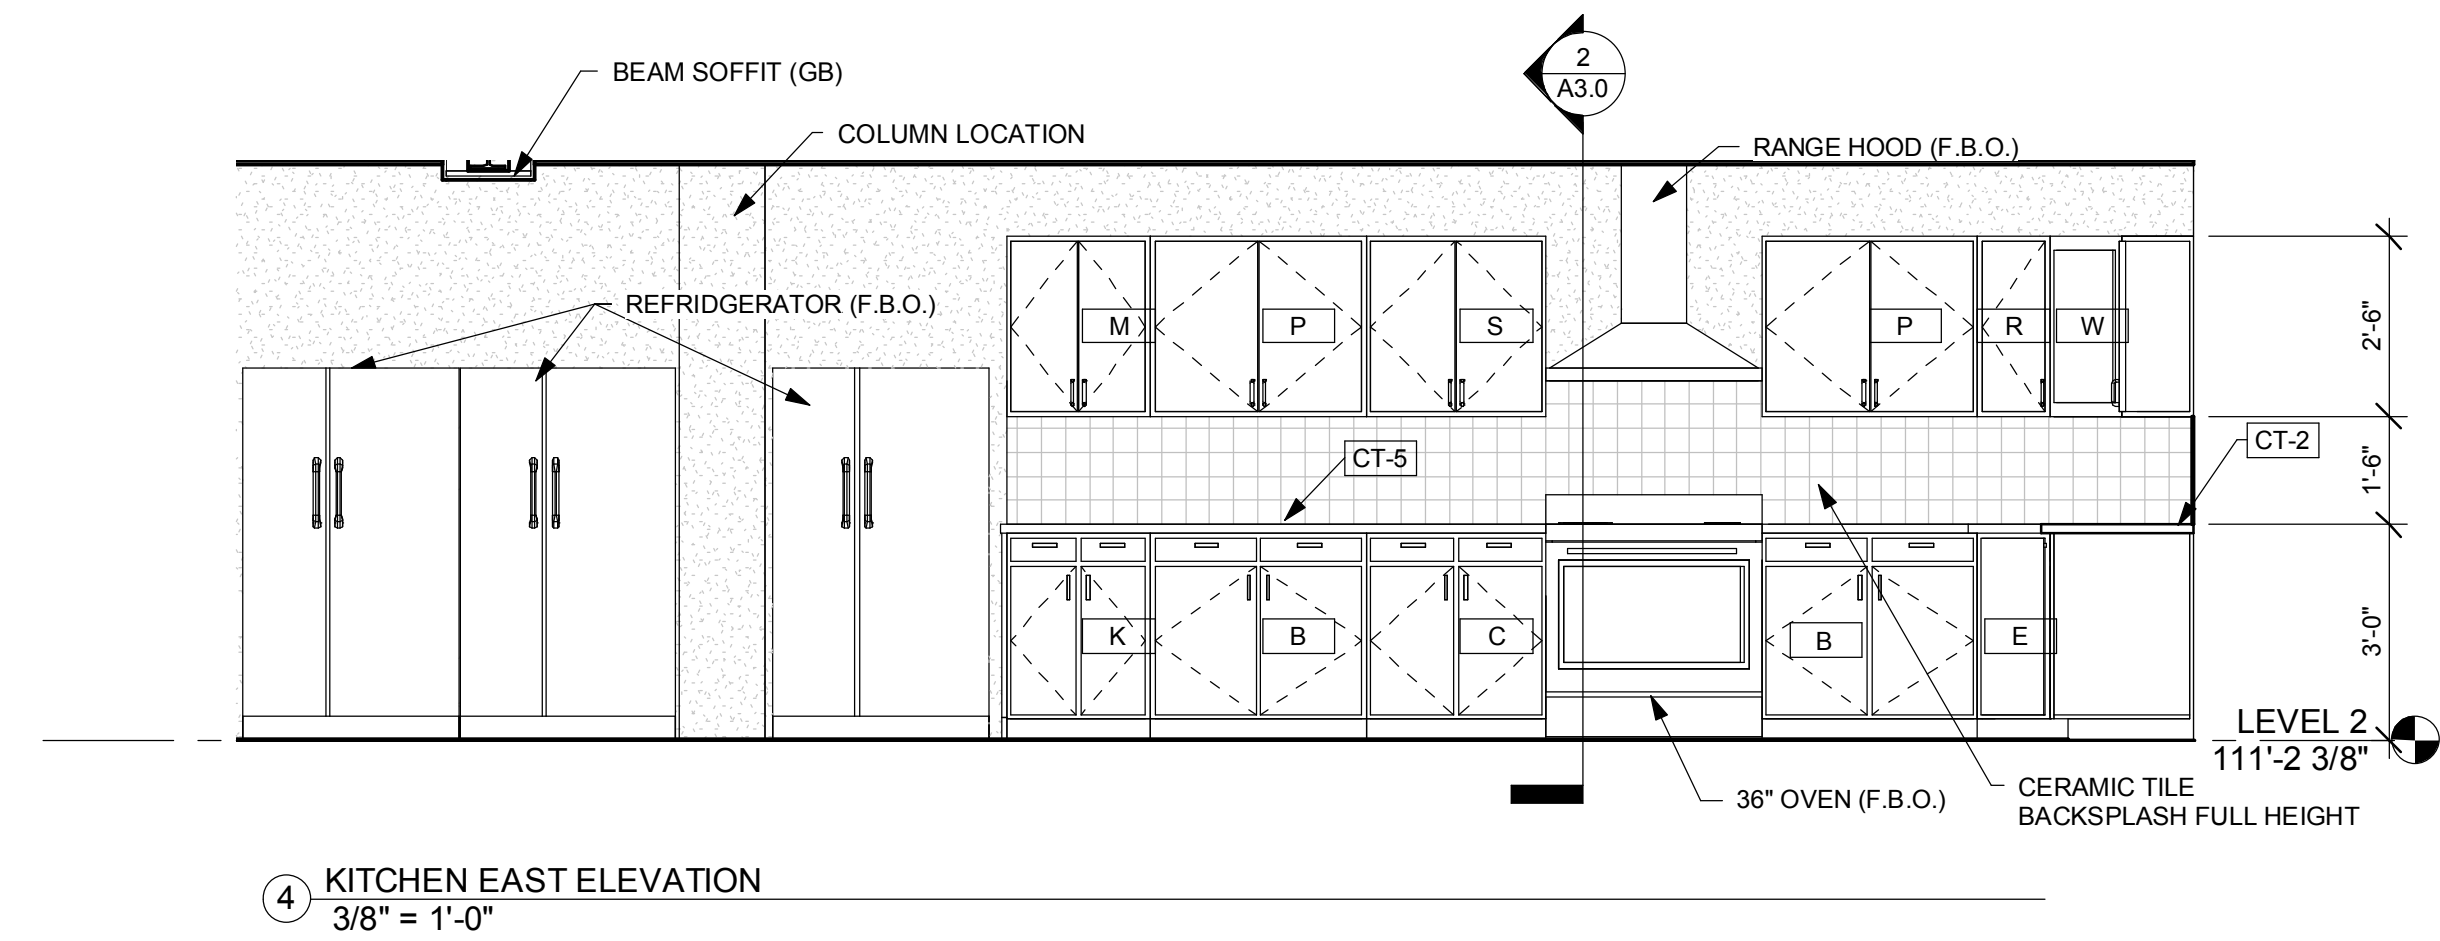 2
A3.0
BEAM SOFFIT (GB)
COLUMN LOCATION
RANGE HOOD (F.B.O.)
REFRIDGERATOR (F.B.O.)
M
P
S
P
R
W
2'-6"
CT-5
CT-2
1'-6"
K
B
C
B
E
3'-0"
LEVEL 2
111'-2 3/8"
36" OVEN (F.B.O.)
CERAMIC TILE
BACKSPLASH FULL HEIGHT
4
KITCHEN EAST ELEVATION
3/8" = 1'-0"